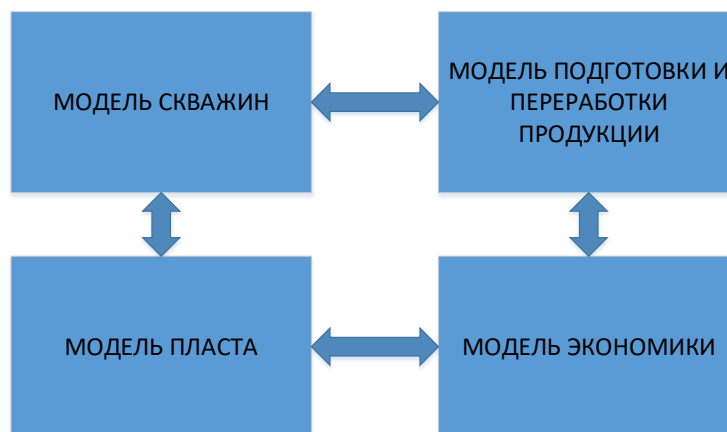 МОДЕЛЬ СКВАЖИН
МОДЕЛЬ ПОДГОТОВКИ И
ПЕРЕРАБОТКИ
ПРОДУКЦИИ
МОДЕЛЬ ПЛАСТА
МОДЕЛЬ ЭКОНОМИКИ